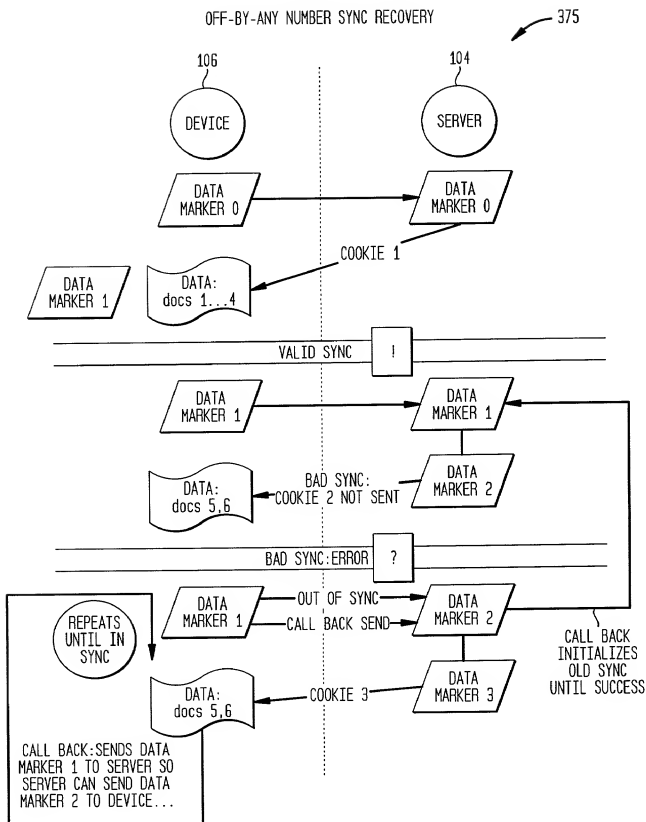 OFF-BY-ANY NUMBER SYNC RECOVERY
375
106
104
DEVICE
SERVER
DATA
MARKER 0
DATA
MARKER 0
COOKIE 1
DATA
MARKER 1
DATA:
docs 1...4
VALID SYNC
!
DATA
MARKER 1
DATA
MARKER 1
DATA:
docs 5,6
BAD SYNC:
COOKIE 2 NOT SENT
DATA
MARKER 2
BAD SYNC:ERROR
?
REPEATS
UNTIL IN
SYNC
DATA
MARKER 1
OUT OF SYNC
CALL BACK SEND
DATA
MARKER 2
CALL BACK
INITIALIZES
OLD SYNC
UNTIL SUCCESS
DATA:
docs 5,6
COOKIE 3
DATA
MARKER 3
CALL BACK:SENDS DATA
MARKER 1 TO SERVER SO
SERVER CAN SEND DATA
MARKER 2 TO DEVICE...